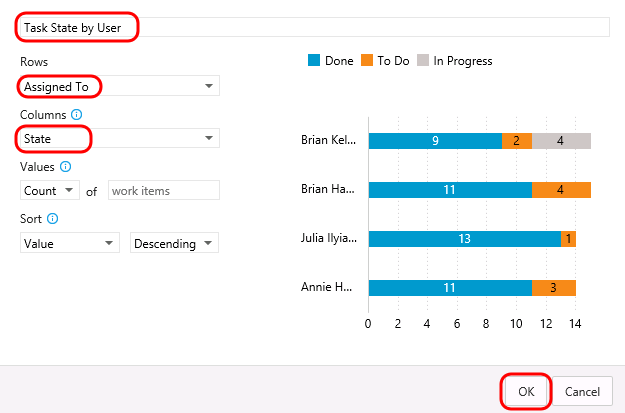 Task State by User
Rows
Assigned To
Columns
State
Values
Count of work items
Sort
Value Descending
Done To Do In Progress
Brian Kel... 9 2 4
Brian Ha... 11 4
Julia Ilyia... 13 1
Annie H... 11 3
0 2 4 6 8 10 12 14
OK Cancel